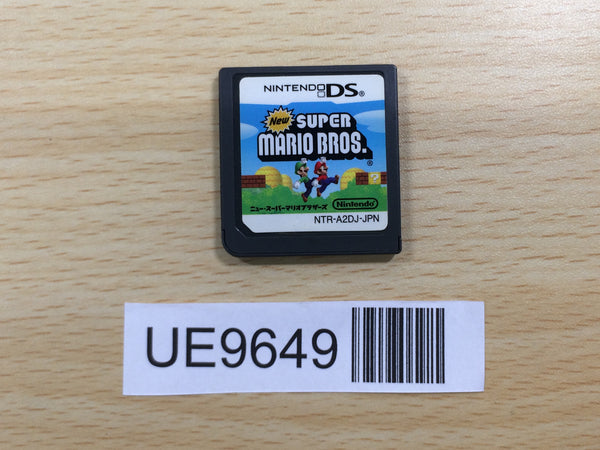 NINTENDO DS®
New SUPER
MARIO BROS.®
ニュー・スーパーマリオブラザーズ
Nintendo
NTR-A2DJ-JPN
UE9649